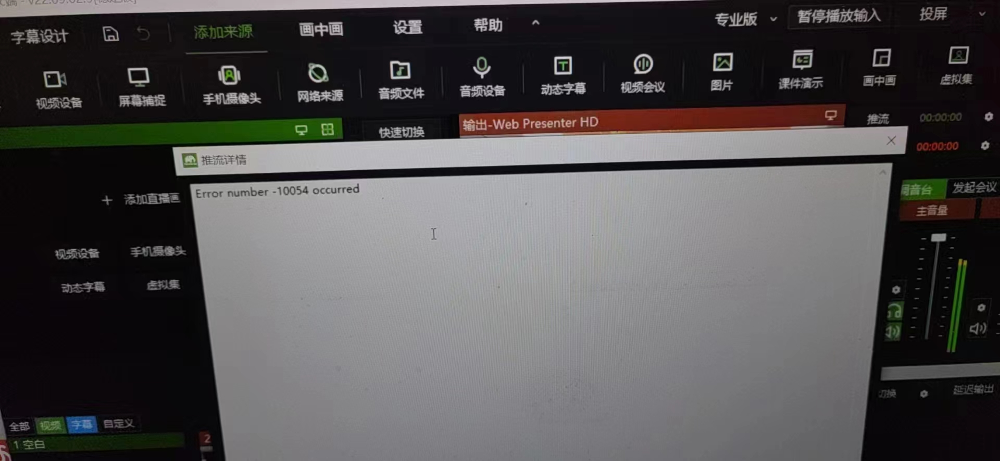 字幕设计
添加来源
画中画
设置
帮助
专业版
暂停播放输入
投屏
视频设备
屏幕捕捉
手机摄像头
网络来源
音频文件
音频设备
动态字幕
视频会议
图片
课件演示
画中画
虚拟集
快速切换
输出-Web Presenter HD
推流
00:00:00
00:00:00
推流详情
Error number -10054 occurred
添加直播画
调音台
发起会议
主音量
视频设备
手机摄像头
动态字幕
虚拟集
切换
延迟输出
全部
视频
字幕
自定义
1 空白
2